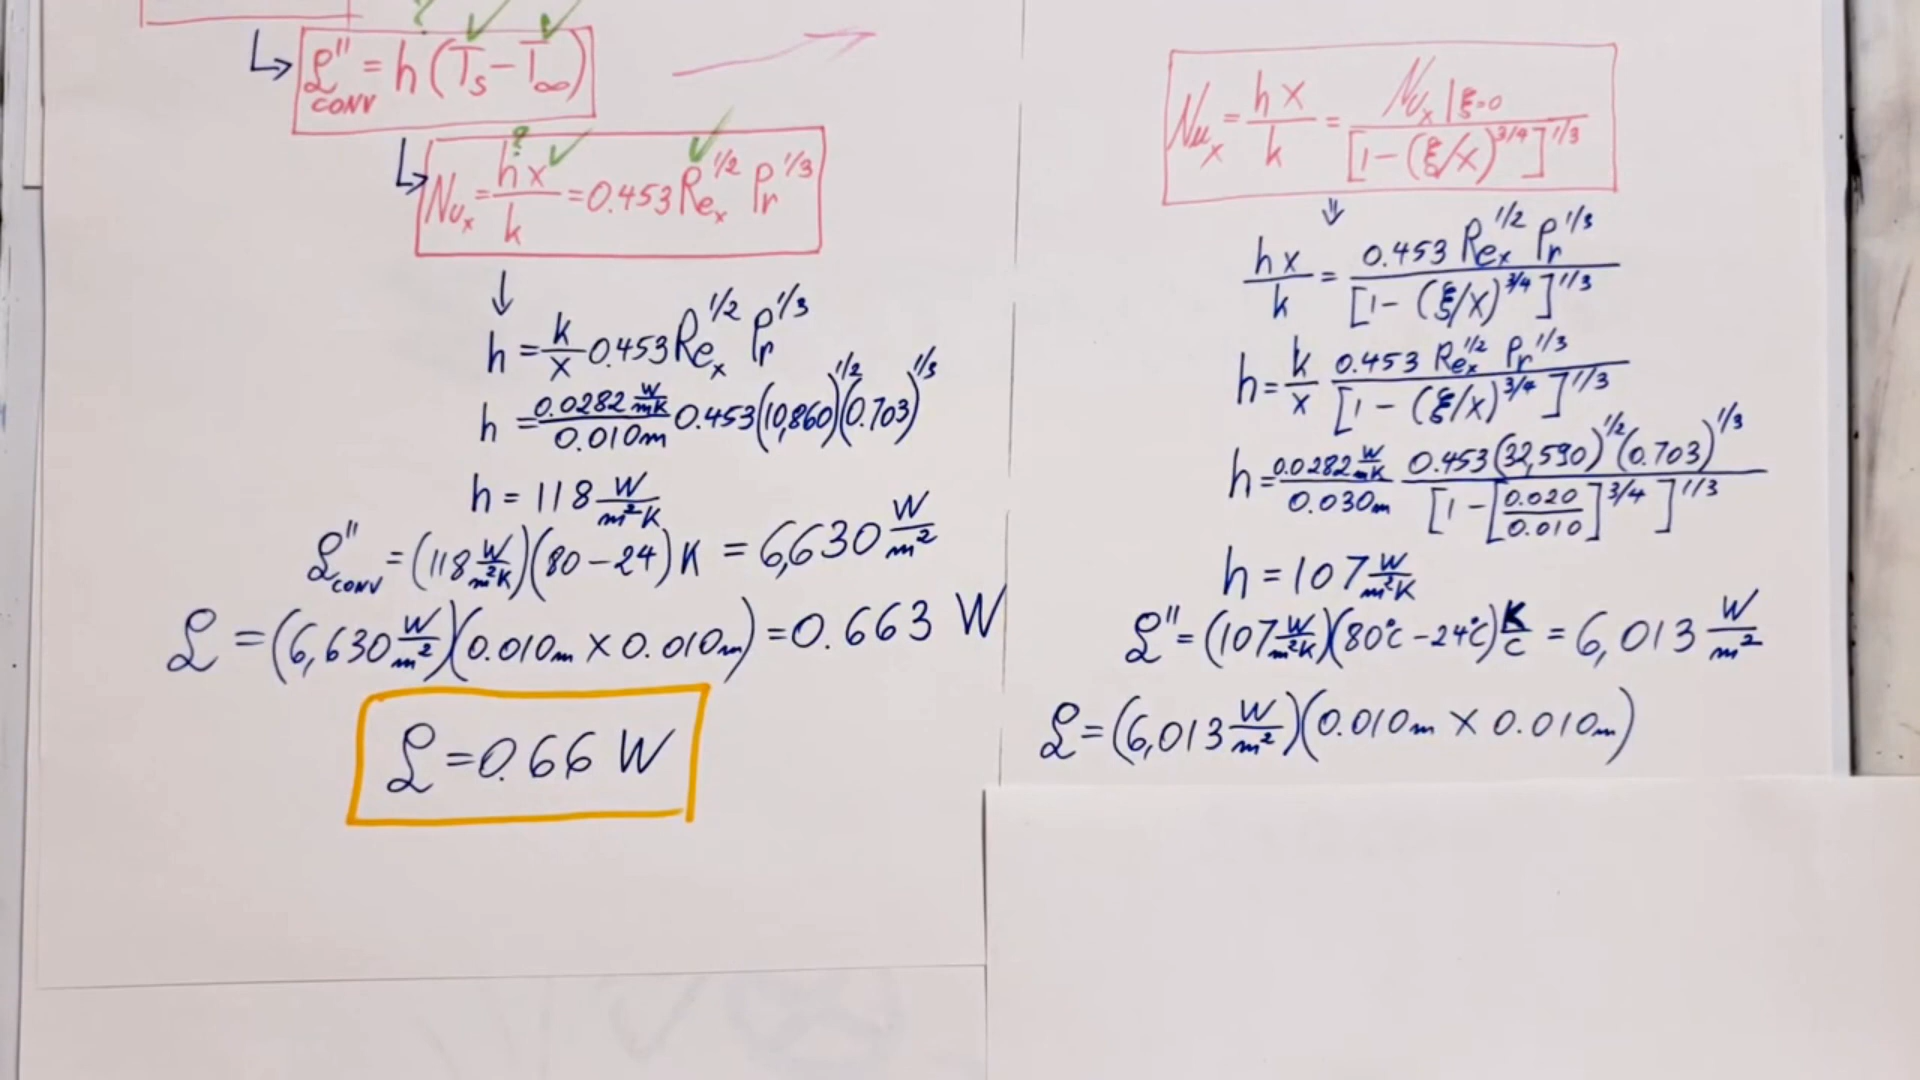 q''conv = h (Ts − T∞)
Nux = hx/k = 0.453 Rex^1/2 Pr^1/3
h = k/x 0.453 Rex^1/2 Pr^1/3
h = 0.0282 W/mK / 0.010m 0.453 (10,860)^1/2 (0.703)^1/3
h = 118 W/m²K
q''conv = (118 W/m²K)(80 − 24) K = 6,630 W/m²
q = (6,630 W/m²)(0.010m × 0.010m) = 0.663 W
q = 0.66 W
Nux = hx/k = Nux|ξ=0 / [1 − (ξ/x)^3/4]^1/3
hx/k = 0.453 Rex^1/2 Pr^1/3 / [1 − (ξ/x)^3/4]^1/3
h = k/x 0.453 Rex^1/2 Pr^1/3 / [1 − (ξ/x)^3/4]^1/3
h = 0.0282 W/mK / 0.030m 0.453 (32,590)^1/2 (0.703)^1/3 / [1 − [0.020/0.010]^3/4]^1/3
h = 107 W/m²K
q'' = (107 W/m²K)(80°C − 24°C) K/C = 6,013 W/m²
q = (6,013 W/m²)(0.010m × 0.010m)